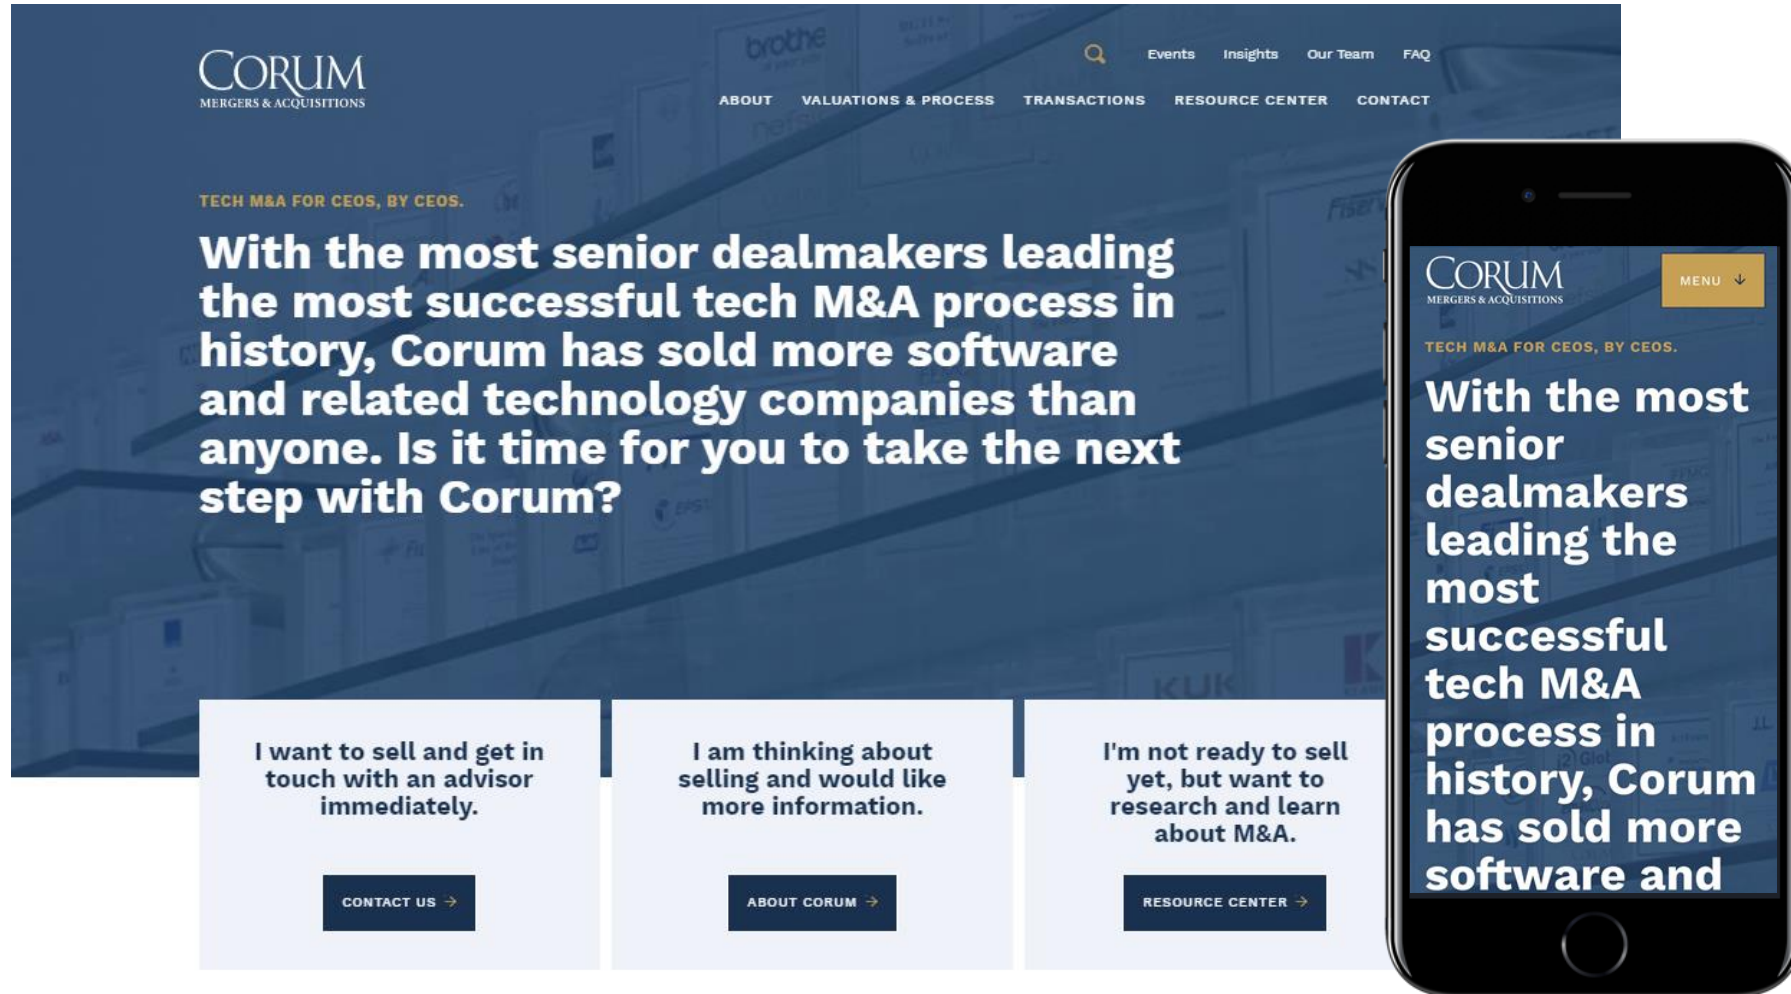 CORUM
MERGERS & ACQUISITIONS
Events Insights Our Team FAQ
ABOUT VALUATIONS & PROCESS TRANSACTIONS RESOURCE CENTER CONTACT
TECH M&A FOR CEOS, BY CEOS.
With the most senior dealmakers leading
the most successful tech M&A process in
history, Corum has sold more software
and related technology companies than
anyone. Is it time for you to take the next
step with Corum?
brothe
nefs
Fiserv
EPSI
KUK
I want to sell and get in
touch with an advisor
immediately.
CONTACT US →
I am thinking about
selling and would like
more information.
ABOUT CORUM →
I'm not ready to sell
yet, but want to
research and learn
about M&A.
RESOURCE CENTER →
CORUM
MERGERS & ACQUISITIONS
MENU ↓
TECH M&A FOR CEOS, BY CEOS.
With the most
senior
dealmakers
leading the
most
successful
tech M&A
process in
history, Corum
has sold more
software and